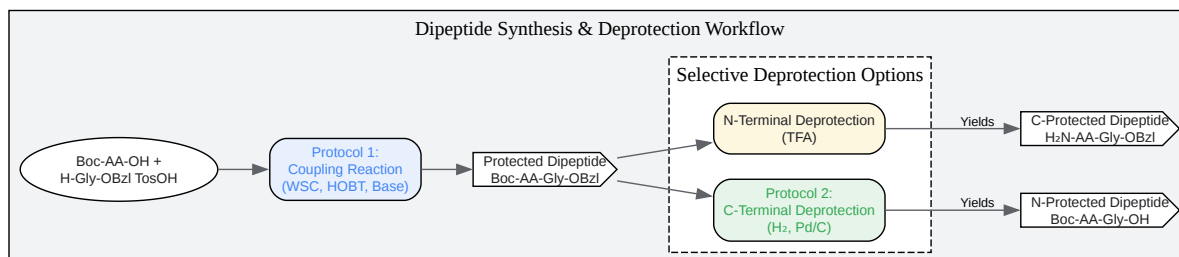 Dipeptide Synthesis & Deprotection Workflow
Selective Deprotection Options
Boc-AA-OH +
H-Gly-OBzl TosOH
Protocol 1:
Coupling Reaction
(WSC, HOBT, Base)
Protected Dipeptide
Boc-AA-Gly-OBzl
N-Terminal Deprotection
(TFA)
Yields
C-Protected Dipeptide
H₂N-AA-Gly-OBzl
Protocol 2:
C-Terminal Deprotection
(H₂, Pd/C)
Yields
N-Protected Dipeptide
Boc-AA-Gly-OH